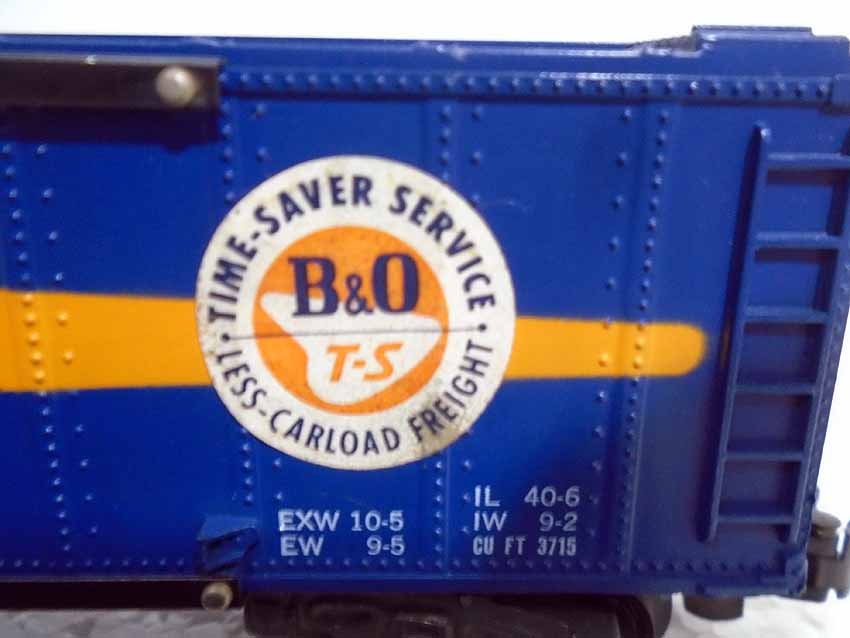 TIME-SAVER SERVICE
B&O
T-S
LESS-CARLOAD FREIGHT
EXW 10-5
EW 9-5
IL 40-6
IW 9-2
CU FT 3715